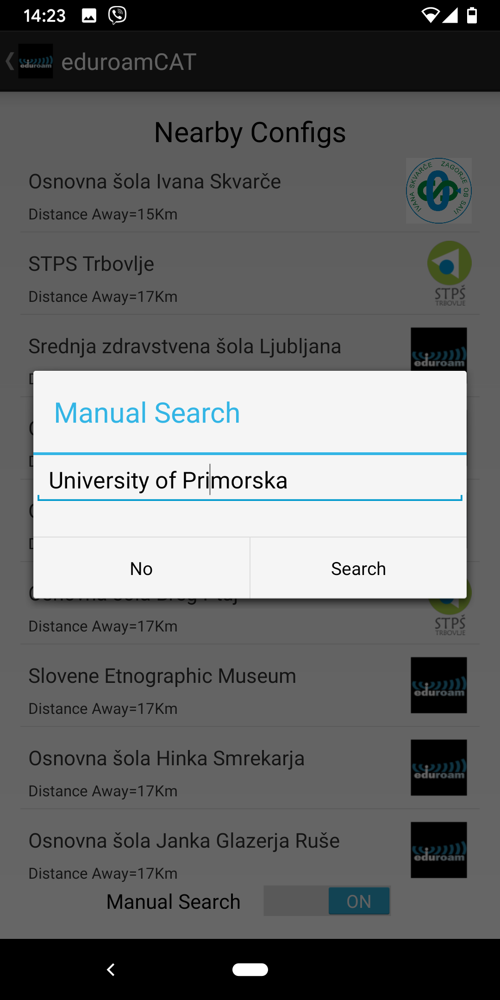 14:23
eduroam
eduroamCAT
Nearby Configs
Osnovna šola Ivana Skvarče
IVANA SKVARČE ZAGORJE OB SAVI
Distance Away=15Km
STPS Trbovlje
Distance Away=17Km
STPŠ
TRBOVLJE
Srednja zdravstvena šola Ljubljana
eduroam
Manual Search
University of Primorska
No
Search
Distance Away=17Km
STPŠ
TRBOVLJE
Slovene Etnographic Museum
Distance Away=17Km
eduroam
Osnovna šola Hinka Smrekarja
Distance Away=17Km
eduroam
Osnovna šola Janka Glazerja Ruše
Distance Away=17Km
eduroam
Manual Search
ON